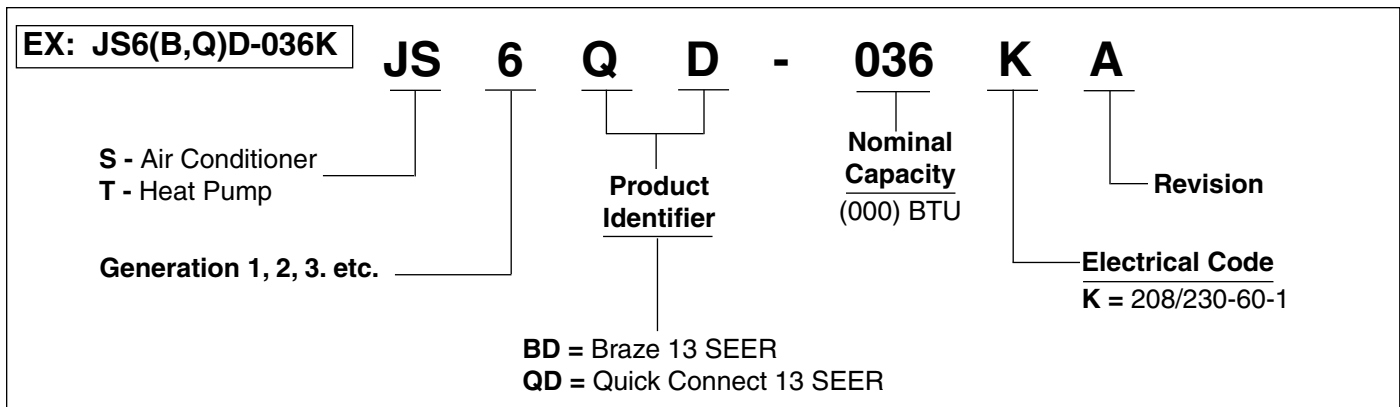 EX: JS6(B,Q)D-036K
JS 6 Q D - 036 K A
S - Air Conditioner
T - Heat Pump
Generation 1, 2, 3. etc.
Product
Identifier
BD = Braze 13 SEER
QD = Quick Connect 13 SEER
Nominal
Capacity
(000) BTU
Revision
Electrical Code
K = 208/230-60-1